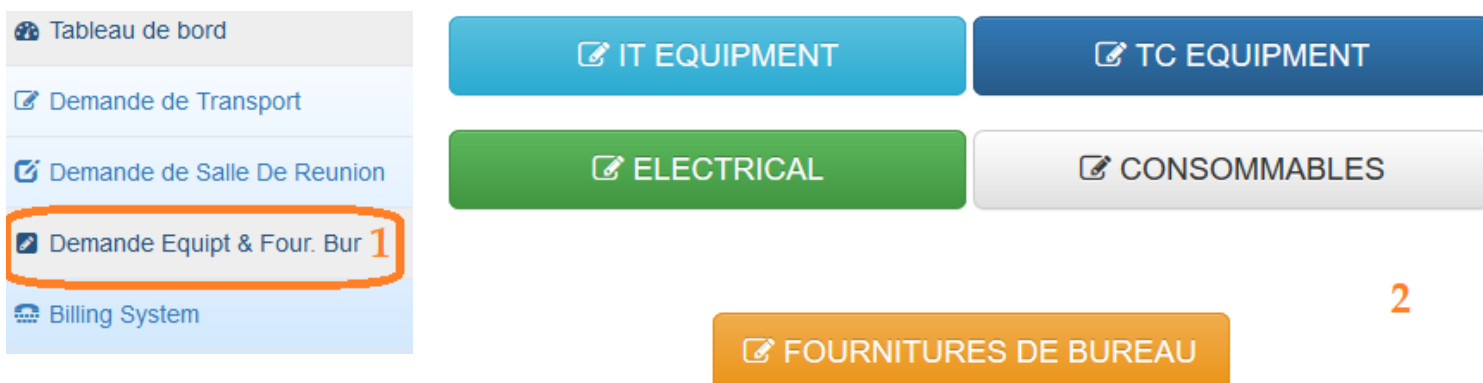 Tableau de bord
Demande de Transport
Demande de Salle De Reunion
Demande Equipt & Four. Bur 1
Billing System
IT EQUIPMENT
TC EQUIPMENT
ELECTRICAL
CONSOMMABLES
2
FOURNITURES DE BUREAU